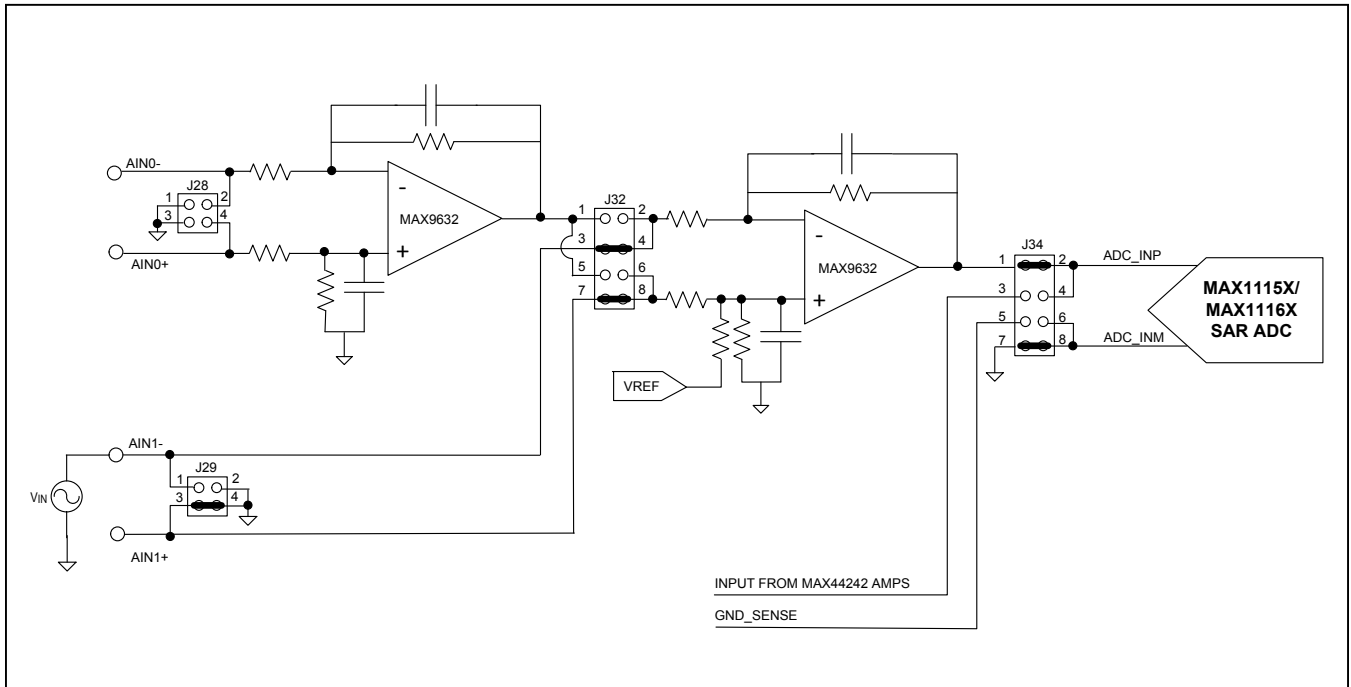 AIN0-
J28
1 2
3 4
AIN0+
-
MAX9632
+
J32
1 2
3 4
5 6
7 8
-
MAX9632
+
VREF
J34
1 2
3 4
5 6
7 8
ADC_INP
ADC_INM
MAX1115X/
MAX1116X
SAR ADC
AIN1-
J29
1 2
3 4
VIN
AIN1+
INPUT FROM MAX44242 AMPS
GND_SENSE